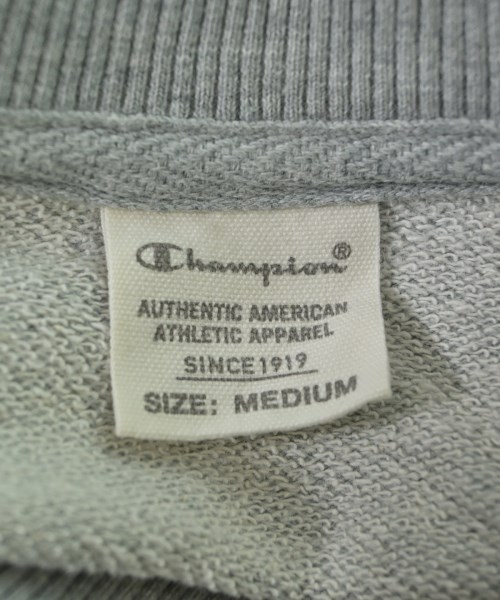 Champion®
AUTHENTIC AMERICAN
ATHLETIC APPAREL
SINCE 1919
SIZE: MEDIUM